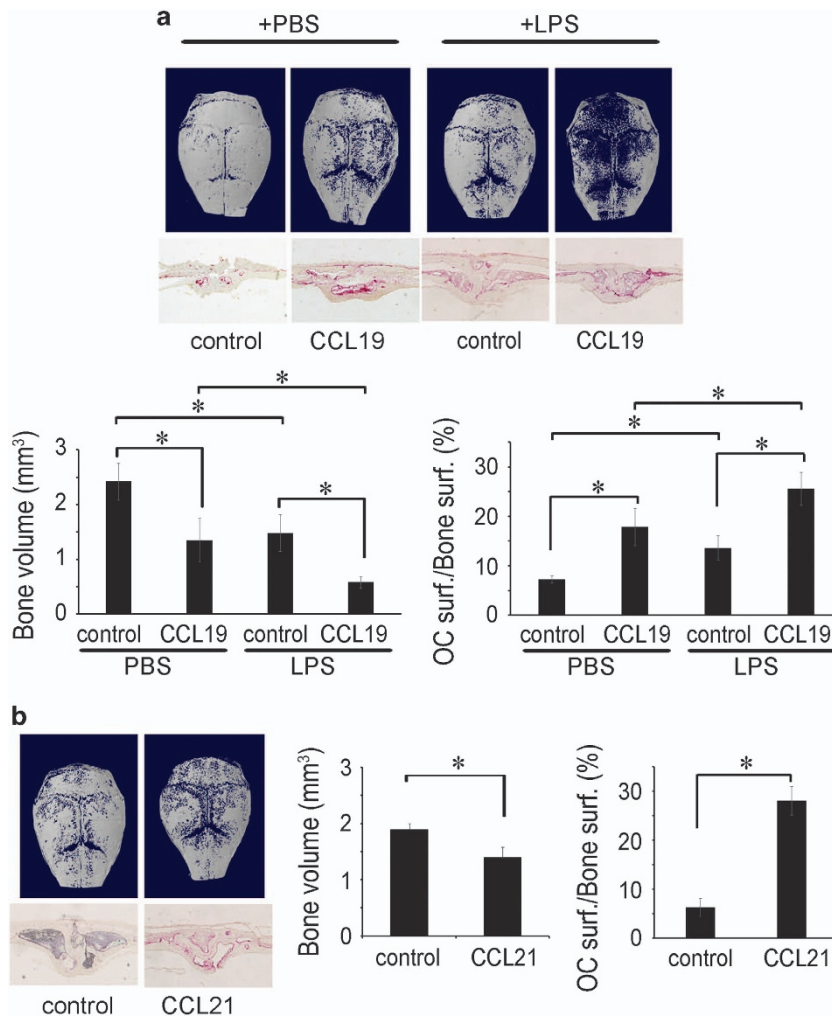 a
+PBS +LPS
control CCL19 control CCL19
Bone volume (mm³)
3
2
1
0
control CCL19 control CCL19
PBS LPS
* * * *
OC surf./Bone surf. (%)
30
20
10
0
control CCL19 control CCL19
PBS LPS
* * * *
b
control CCL21
Bone volume (mm³)
3
2
1
0
control CCL21
*
OC surf./Bone surf. (%)
30
20
10
0
control CCL21
*